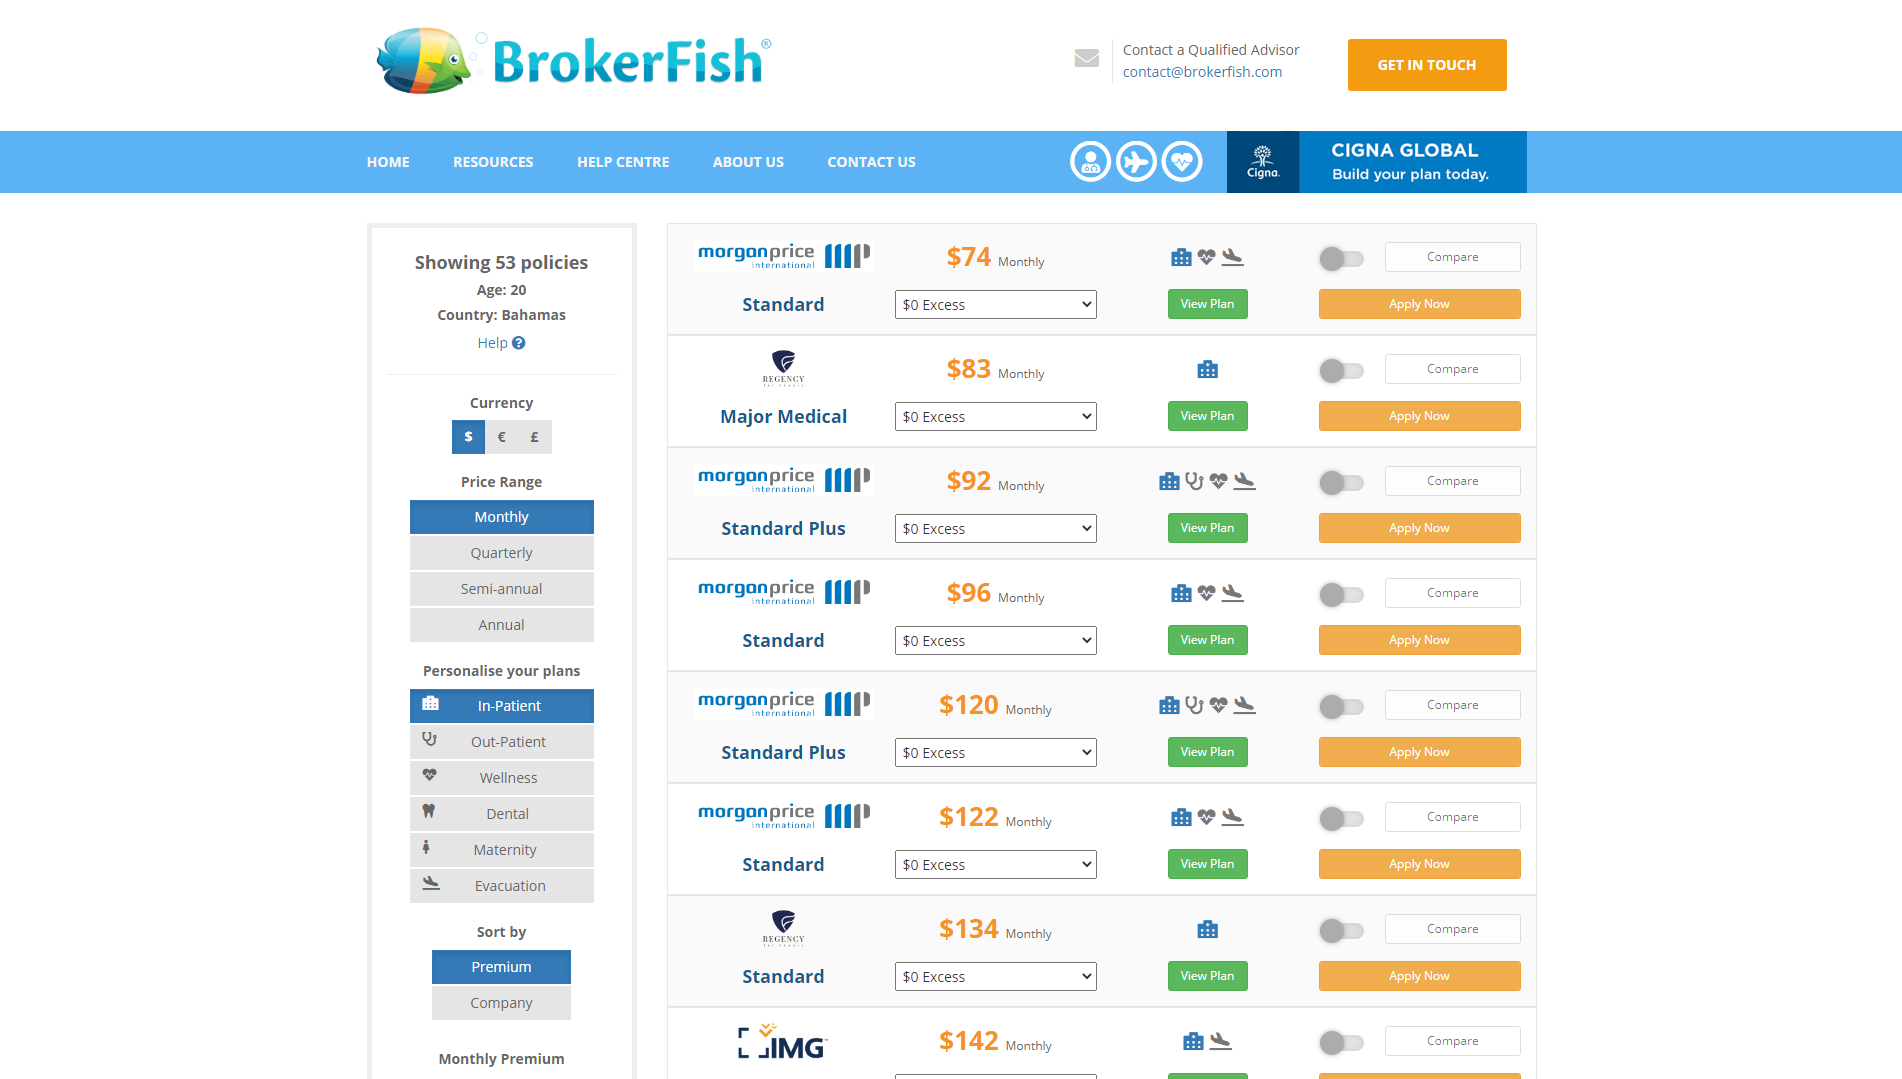 BrokerFish®
Contact a Qualified Advisor
contact@brokerfish.com
GET IN TOUCH
HOME
RESOURCES
HELP CENTRE
ABOUT US
CONTACT US
Cigna.
CIGNA GLOBAL
Build your plan today.
Showing 53 policies
Age: 20
Country: Bahamas
Help ?
Currency
$ € £
Price Range
Monthly
Quarterly
Semi-annual
Annual
Personalise your plans
In-Patient
Out-Patient
Wellness
Dental
Maternity
Evacuation
Sort by
Premium
Company
Monthly Premium
morganprice
international
$74 Monthly
Compare
Standard
$0 Excess
View Plan
Apply Now
REGENCY
$83 Monthly
Compare
Major Medical
$0 Excess
View Plan
Apply Now
morganprice
international
$92 Monthly
Compare
Standard Plus
$0 Excess
View Plan
Apply Now
morganprice
international
$96 Monthly
Compare
Standard
$0 Excess
View Plan
Apply Now
morganprice
international
$120 Monthly
Compare
Standard Plus
$0 Excess
View Plan
Apply Now
morganprice
international
$122 Monthly
Compare
Standard
$0 Excess
View Plan
Apply Now
REGENCY
$134 Monthly
Compare
Standard
$0 Excess
View Plan
Apply Now
IMG
$142 Monthly
Compare